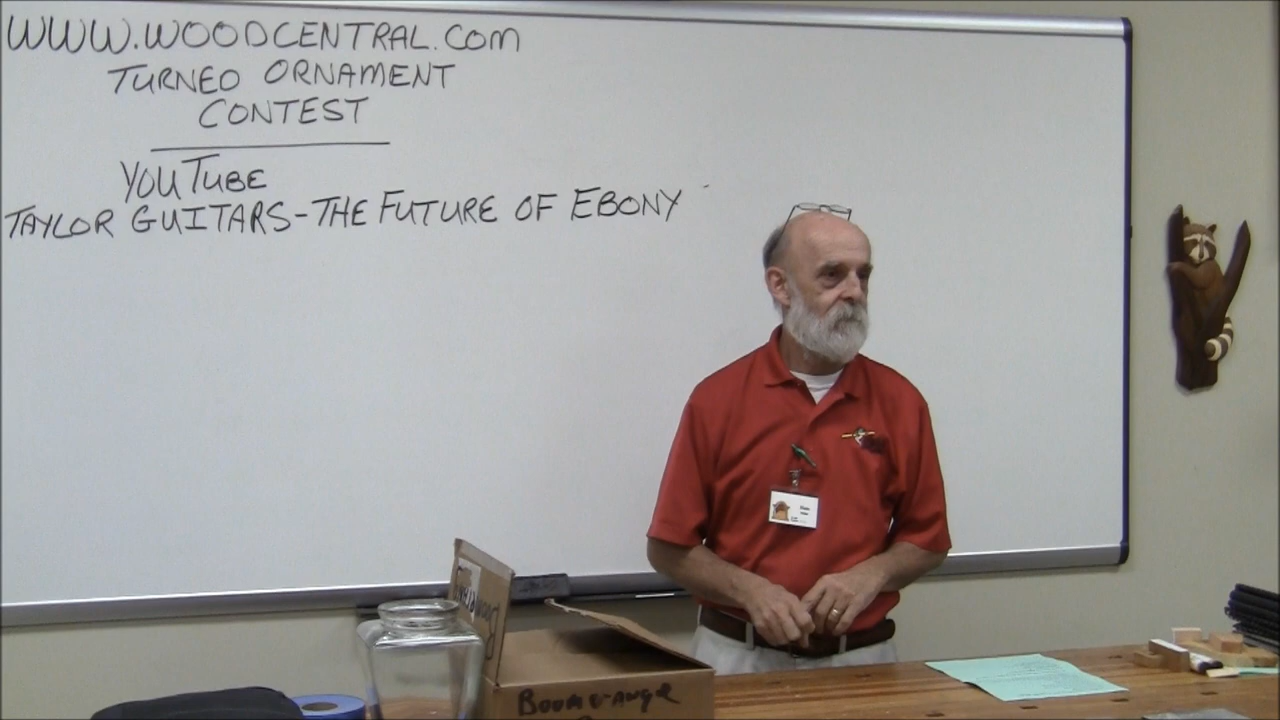 WWW.WOODCENTRAL.COM
TURNED ORNAMENT
CONTEST
YOUTUBE
TAYLOR GUITARS-THE FUTURE OF EBONY